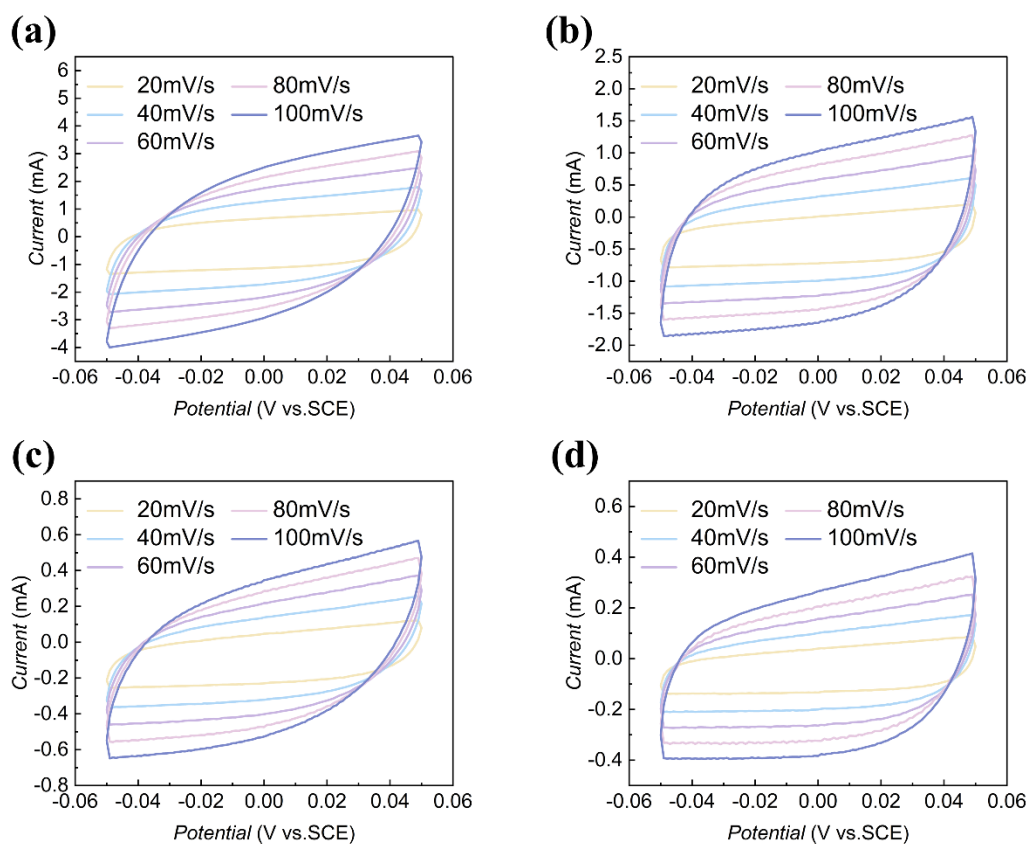 (a)
6
5
4
3
2
1
0
-1
-2
-3
-4
Current (mA)
20mV/s
40mV/s
60mV/s
80mV/s
100mV/s
-0.06 -0.04 -0.02 0.00 0.02 0.04 0.06
Potential (V vs.SCE)
(b)
2.5
2.0
1.5
1.0
0.5
0.0
-0.5
-1.0
-1.5
-2.0
Current (mA)
20mV/s
40mV/s
60mV/s
80mV/s
100mV/s
-0.06 -0.04 -0.02 0.00 0.02 0.04 0.06
Potential (V vs.SCE)
(c)
0.8
0.6
0.4
0.2
0.0
-0.2
-0.4
-0.6
-0.8
Current (mA)
20mV/s
40mV/s
60mV/s
80mV/s
100mV/s
-0.06 -0.04 -0.02 0.00 0.02 0.04 0.06
Potential (V vs.SCE)
(d)
0.6
0.4
0.2
0.0
-0.2
-0.4
Current (mA)
20mV/s
40mV/s
60mV/s
80mV/s
100mV/s
-0.06 -0.04 -0.02 0.00 0.02 0.04 0.06
Potential (V vs.SCE)